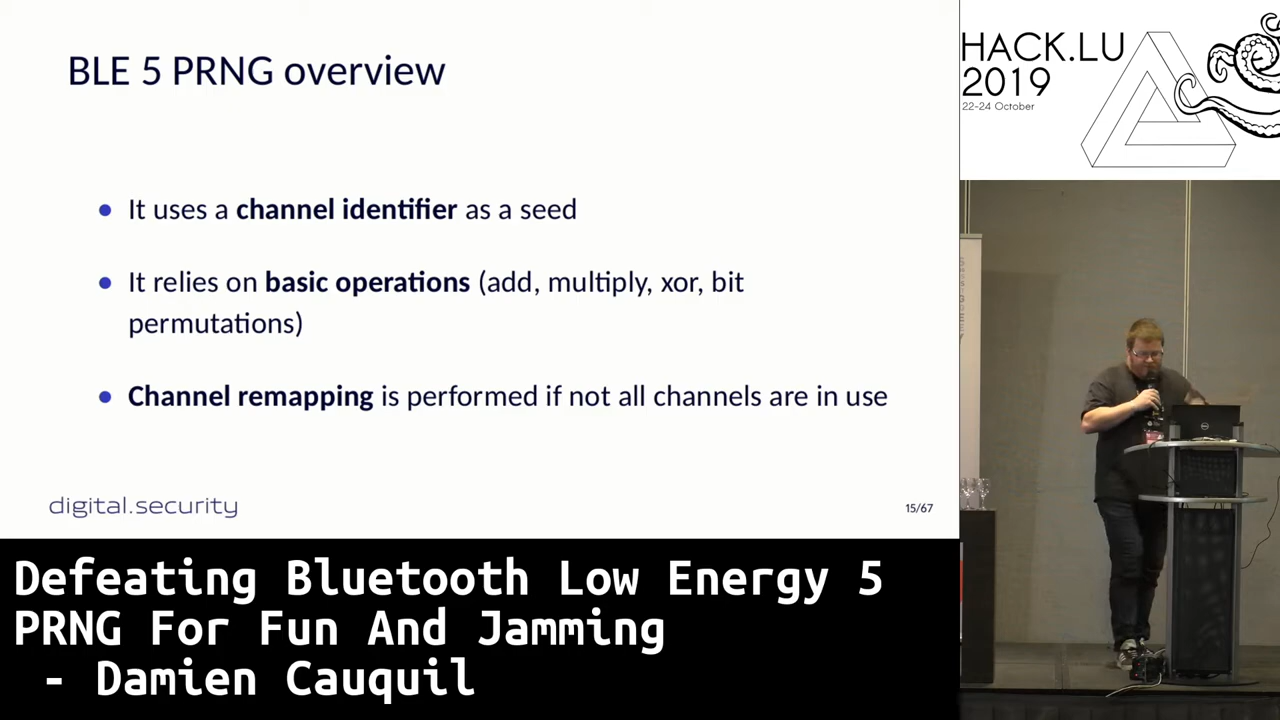 BLE 5 PRNG overview
It uses a channel identifier as a seed
It relies on basic operations (add, multiply, xor, bit
permutations)
Channel remapping is performed if not all channels are in use
digital.security
15/67
HACK.LU
2019
22-24 October
Defeating Bluetooth Low Energy 5
PRNG For Fun And Jamming
- Damien Cauquil